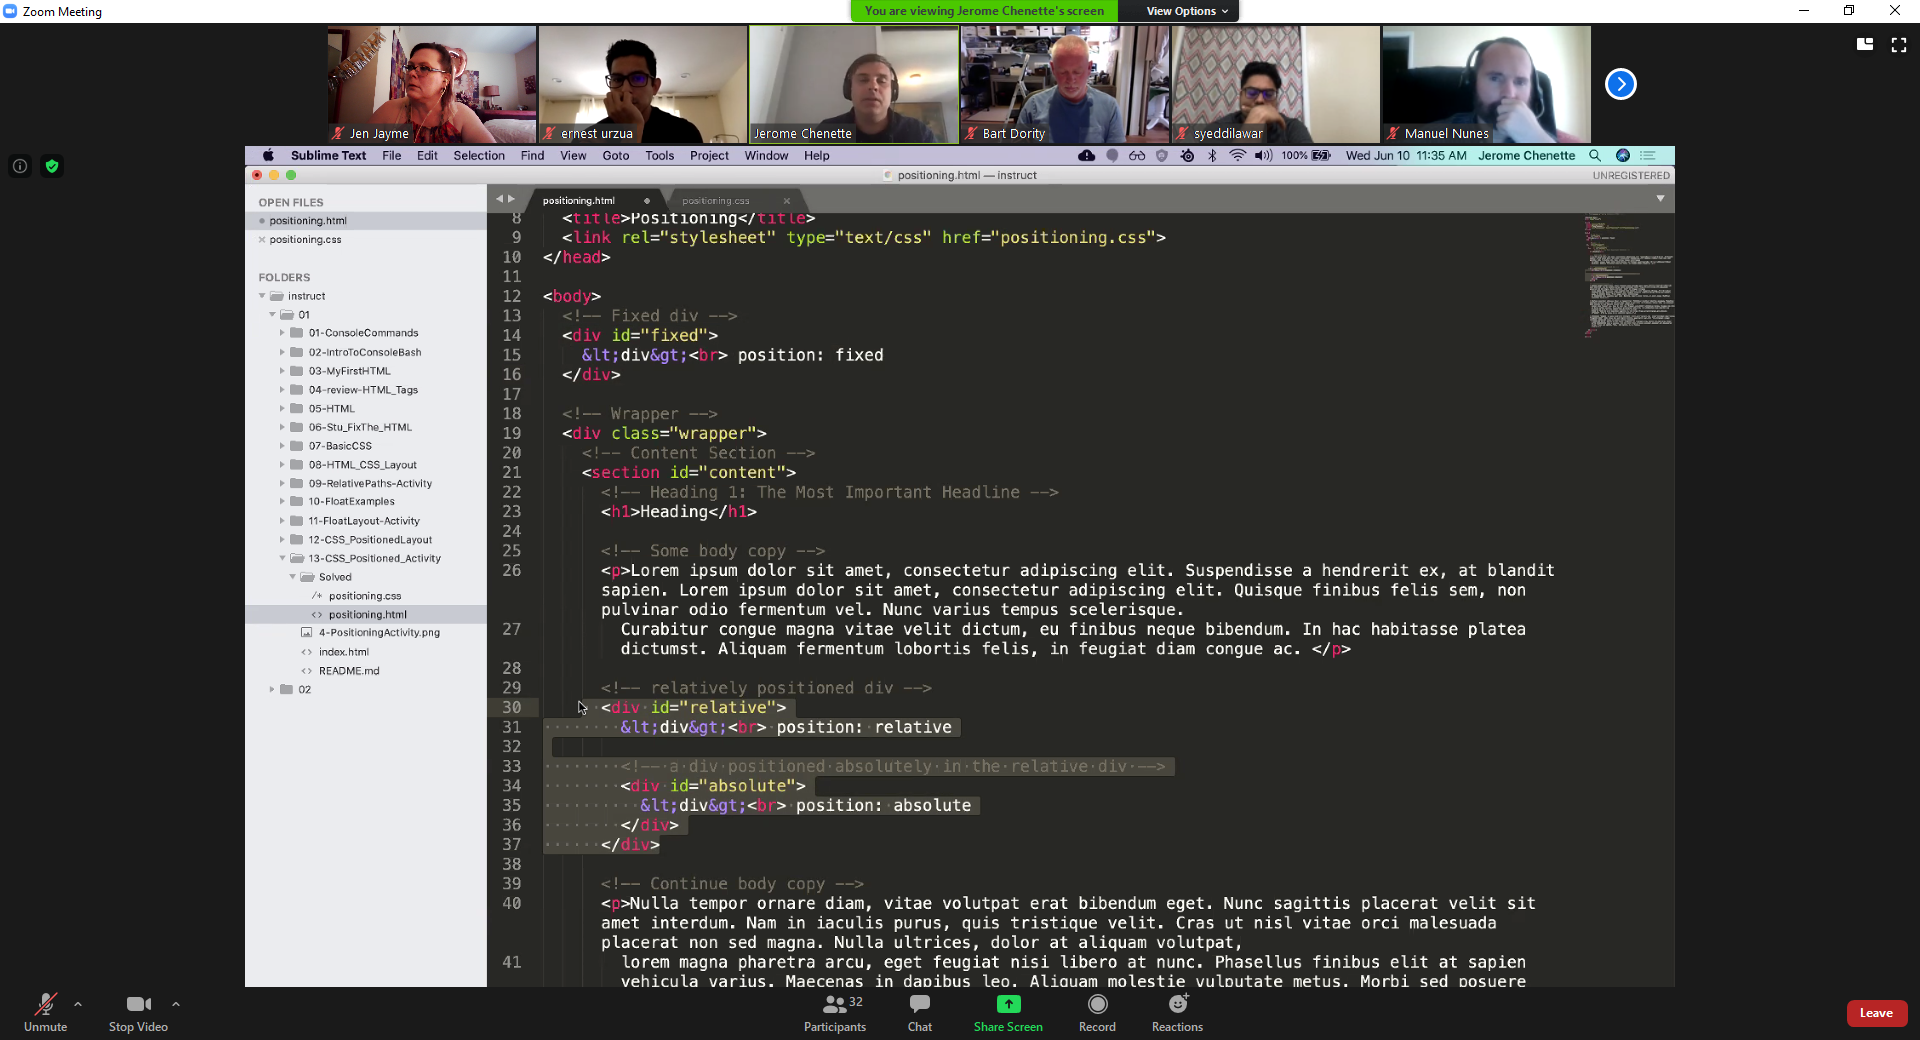 Zoom Meeting
You are viewing Jerome Chenette's screen
View Options
Jen Jayme
ernest urzua
Jerome Chenette
Bart Dority
syeddilawar
Manuel Nunes
Sublime Text File Edit Selection Find View Goto Tools Project Window Help
100% Wed Jun 10 11:35 AM Jerome Chenette
positioning.html — instruct
UNREGISTERED
OPEN FILES
positioning.html
positioning.css
FOLDERS
instruct
01
01-ConsoleCommands
02-IntroToConsoleBash
03-MyFirstHTML
04-review-HTML_Tags
05-HTML
06-Stu_FixThe_HTML
07-BasicCSS
08-HTML_CSS_Layout
09-RelativePaths-Activity
10-FloatExamples
11-FloatLayout-Activity
12-CSS_PositionedLayout
13-CSS_Positioned_Activity
Solved
/* positioning.css
<> positioning.html
4-PositioningActivity.png
<> index.html
<> README.md
02
positioning.html
positioning.css
8 <title>Positioning</title>
9 <link rel="stylesheet" type="text/css" href="positioning.css">
10 </head>
11
12 <body>
13 <!-- Fixed div -->
14 <div id="fixed">
15 &lt;div&gt;<br> position: fixed
16 </div>
17
18 <!-- Wrapper -->
19 <div class="wrapper">
20 <!-- Content Section -->
21 <section id="content">
22 <!-- Heading 1: The Most Important Headline -->
23 <h1>Heading</h1>
24
25 <!-- Some body copy -->
26 <p>Lorem ipsum dolor sit amet, consectetur adipiscing elit. Suspendisse a hendrerit ex, at blandit
sapien. Lorem ipsum dolor sit amet, consectetur adipiscing elit. Quisque finibus felis sem, non
pulvinar odio fermentum vel. Nunc varius tempus scelerisque.
27 Curabitur congue magna vitae velit dictum, eu finibus neque bibendum. In hac habitasse platea
dictumst. Aliquam fermentum lobortis felis, in feugiat diam congue ac. </p>
28
29 <!-- relatively positioned div -->
30 <div id="relative">
31 &lt;div&gt;<br> position: relative
32
33 <!-- a div positioned absolutely in the relative div -->
34 <div id="absolute">
35 &lt;div&gt;<br> position: absolute
36 </div>
37 </div>
38
39 <!-- Continue body copy -->
40 <p>Nulla tempor ornare diam, vitae volutpat erat bibendum eget. Nunc sagittis placerat velit sit
amet interdum. Nam in iaculis purus, quis tristique velit. Cras ut nisl vitae orci malesuada
placerat non sed magna. Nulla ultrices, dolor at aliquam volutpat,
41 lorem magna pharetra arcu, eget feugiat nisi libero at nunc. Phasellus finibus elit at sapien
vehicula varius. Maecenas in dapibus leo. Aliquam molestie vulputate metus. Morbi sed posuere
Unmute
Stop Video
32
Participants
Chat
Share Screen
Record
Reactions
Leave